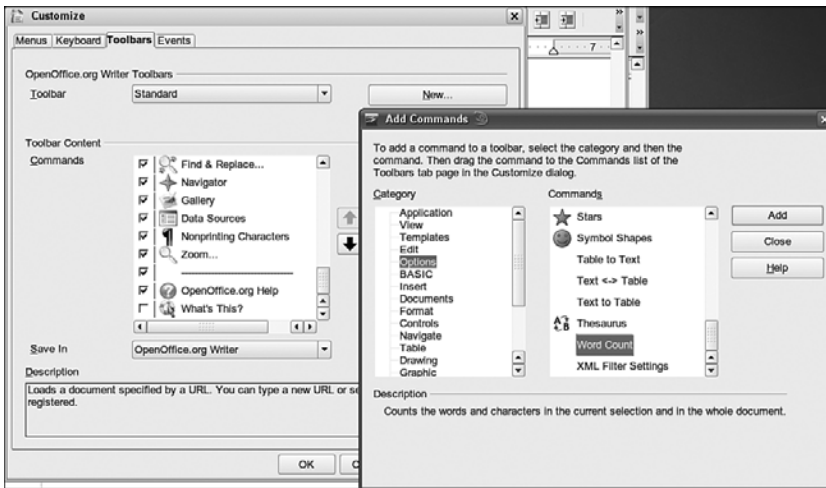 Customize
Menus Keyboard Toolbars Events
OpenOffice.org Writer Toolbars
Toolbar
Standard
New...
Toolbar Content
Commands
Find & Replace...
Navigator
Gallery
Data Sources
Nonprinting Characters
Zoom...
OpenOffice.org Help
What's This?
Save In
OpenOffice.org Writer
Description
Loads a document specified by a URL. You can type a new URL or se
registered.
OK
7
Add Commands
To add a command to a toolbar, select the category and then the
command. Then drag the command to the Commands list of the
Toolbars tab page in the Customize dialog.
Category
Application
View
Templates
Edit
Options
BASIC
Insert
Documents
Format
Controls
Navigate
Table
Drawing
Graphic
Commands
Stars
Symbol Shapes
Table to Text
Text <-> Table
Text to Table
Thesaurus
Word Count
XML Filter Settings
Add
Close
Help
Description
Counts the words and characters in the current selection and in the whole document.